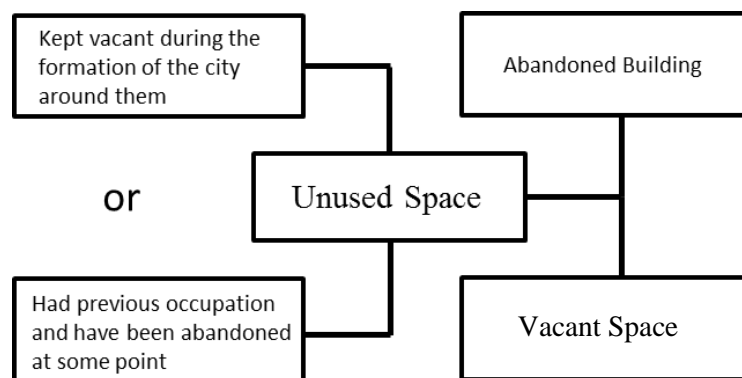 Kept vacant during the
formation of the city
around them
Abandoned Building
or
Unused Space
Had previous occupation
and have been abandoned
at some point
Vacant Space